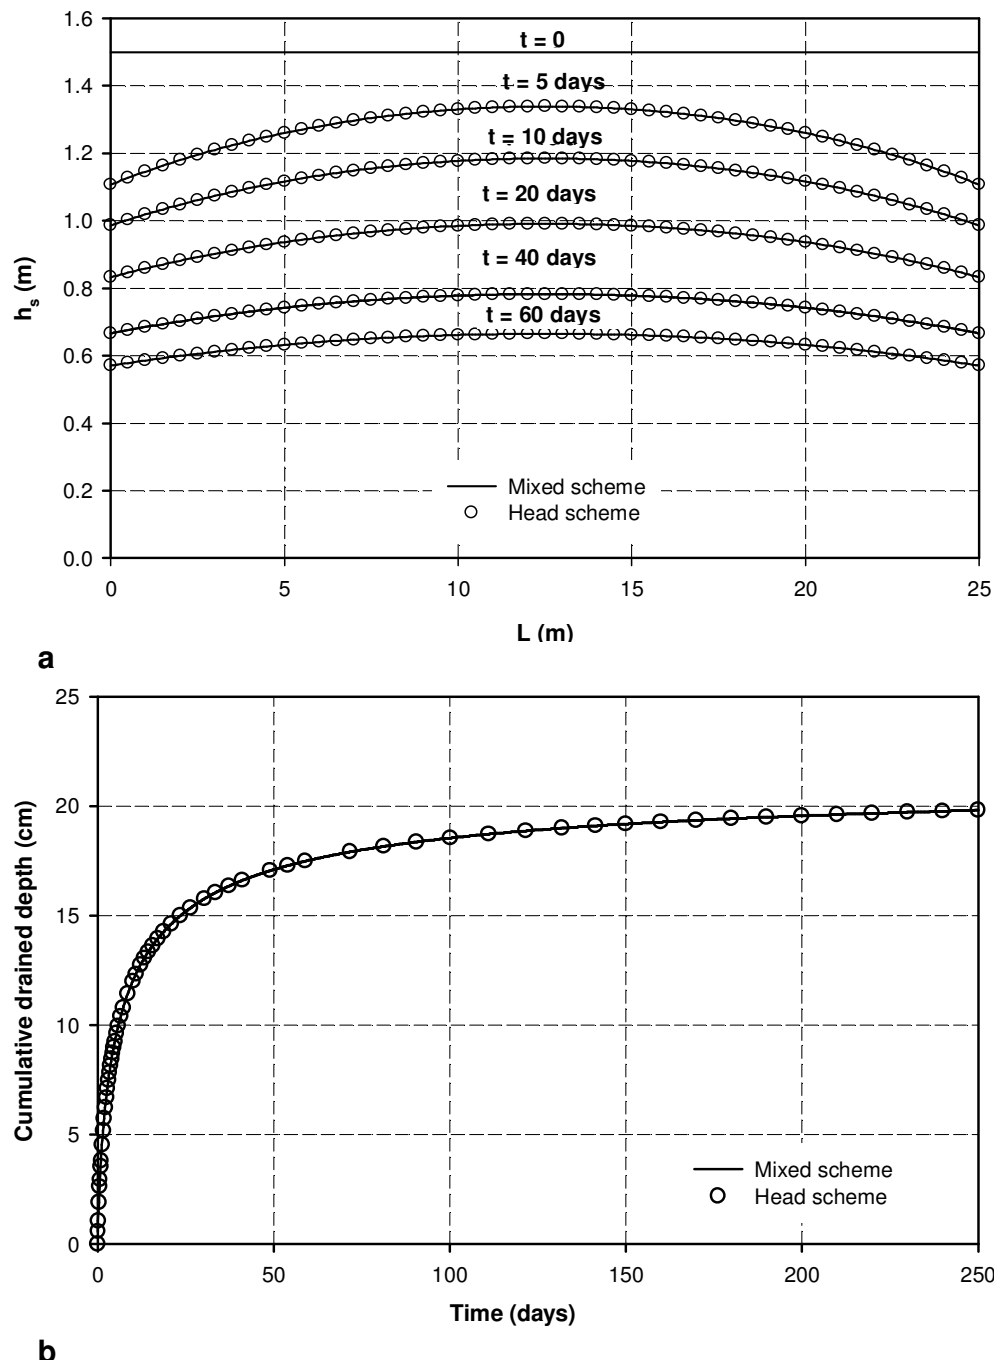 1.6
t = 0
1.4
t = 5 days
t = 10 days
1.2
t = 20 days
1.0
t = 40 days
h_s (m)
0.8
t = 60 days
0.6
0.4
0.2
Mixed scheme
Head scheme
0.0
0 5 10 15 20 25
L (m)
a
25
20
Cumulative drained depth (cm)
15
10
5
Mixed scheme
Head scheme
0
0 50 100 150 200 250
Time (days)
b